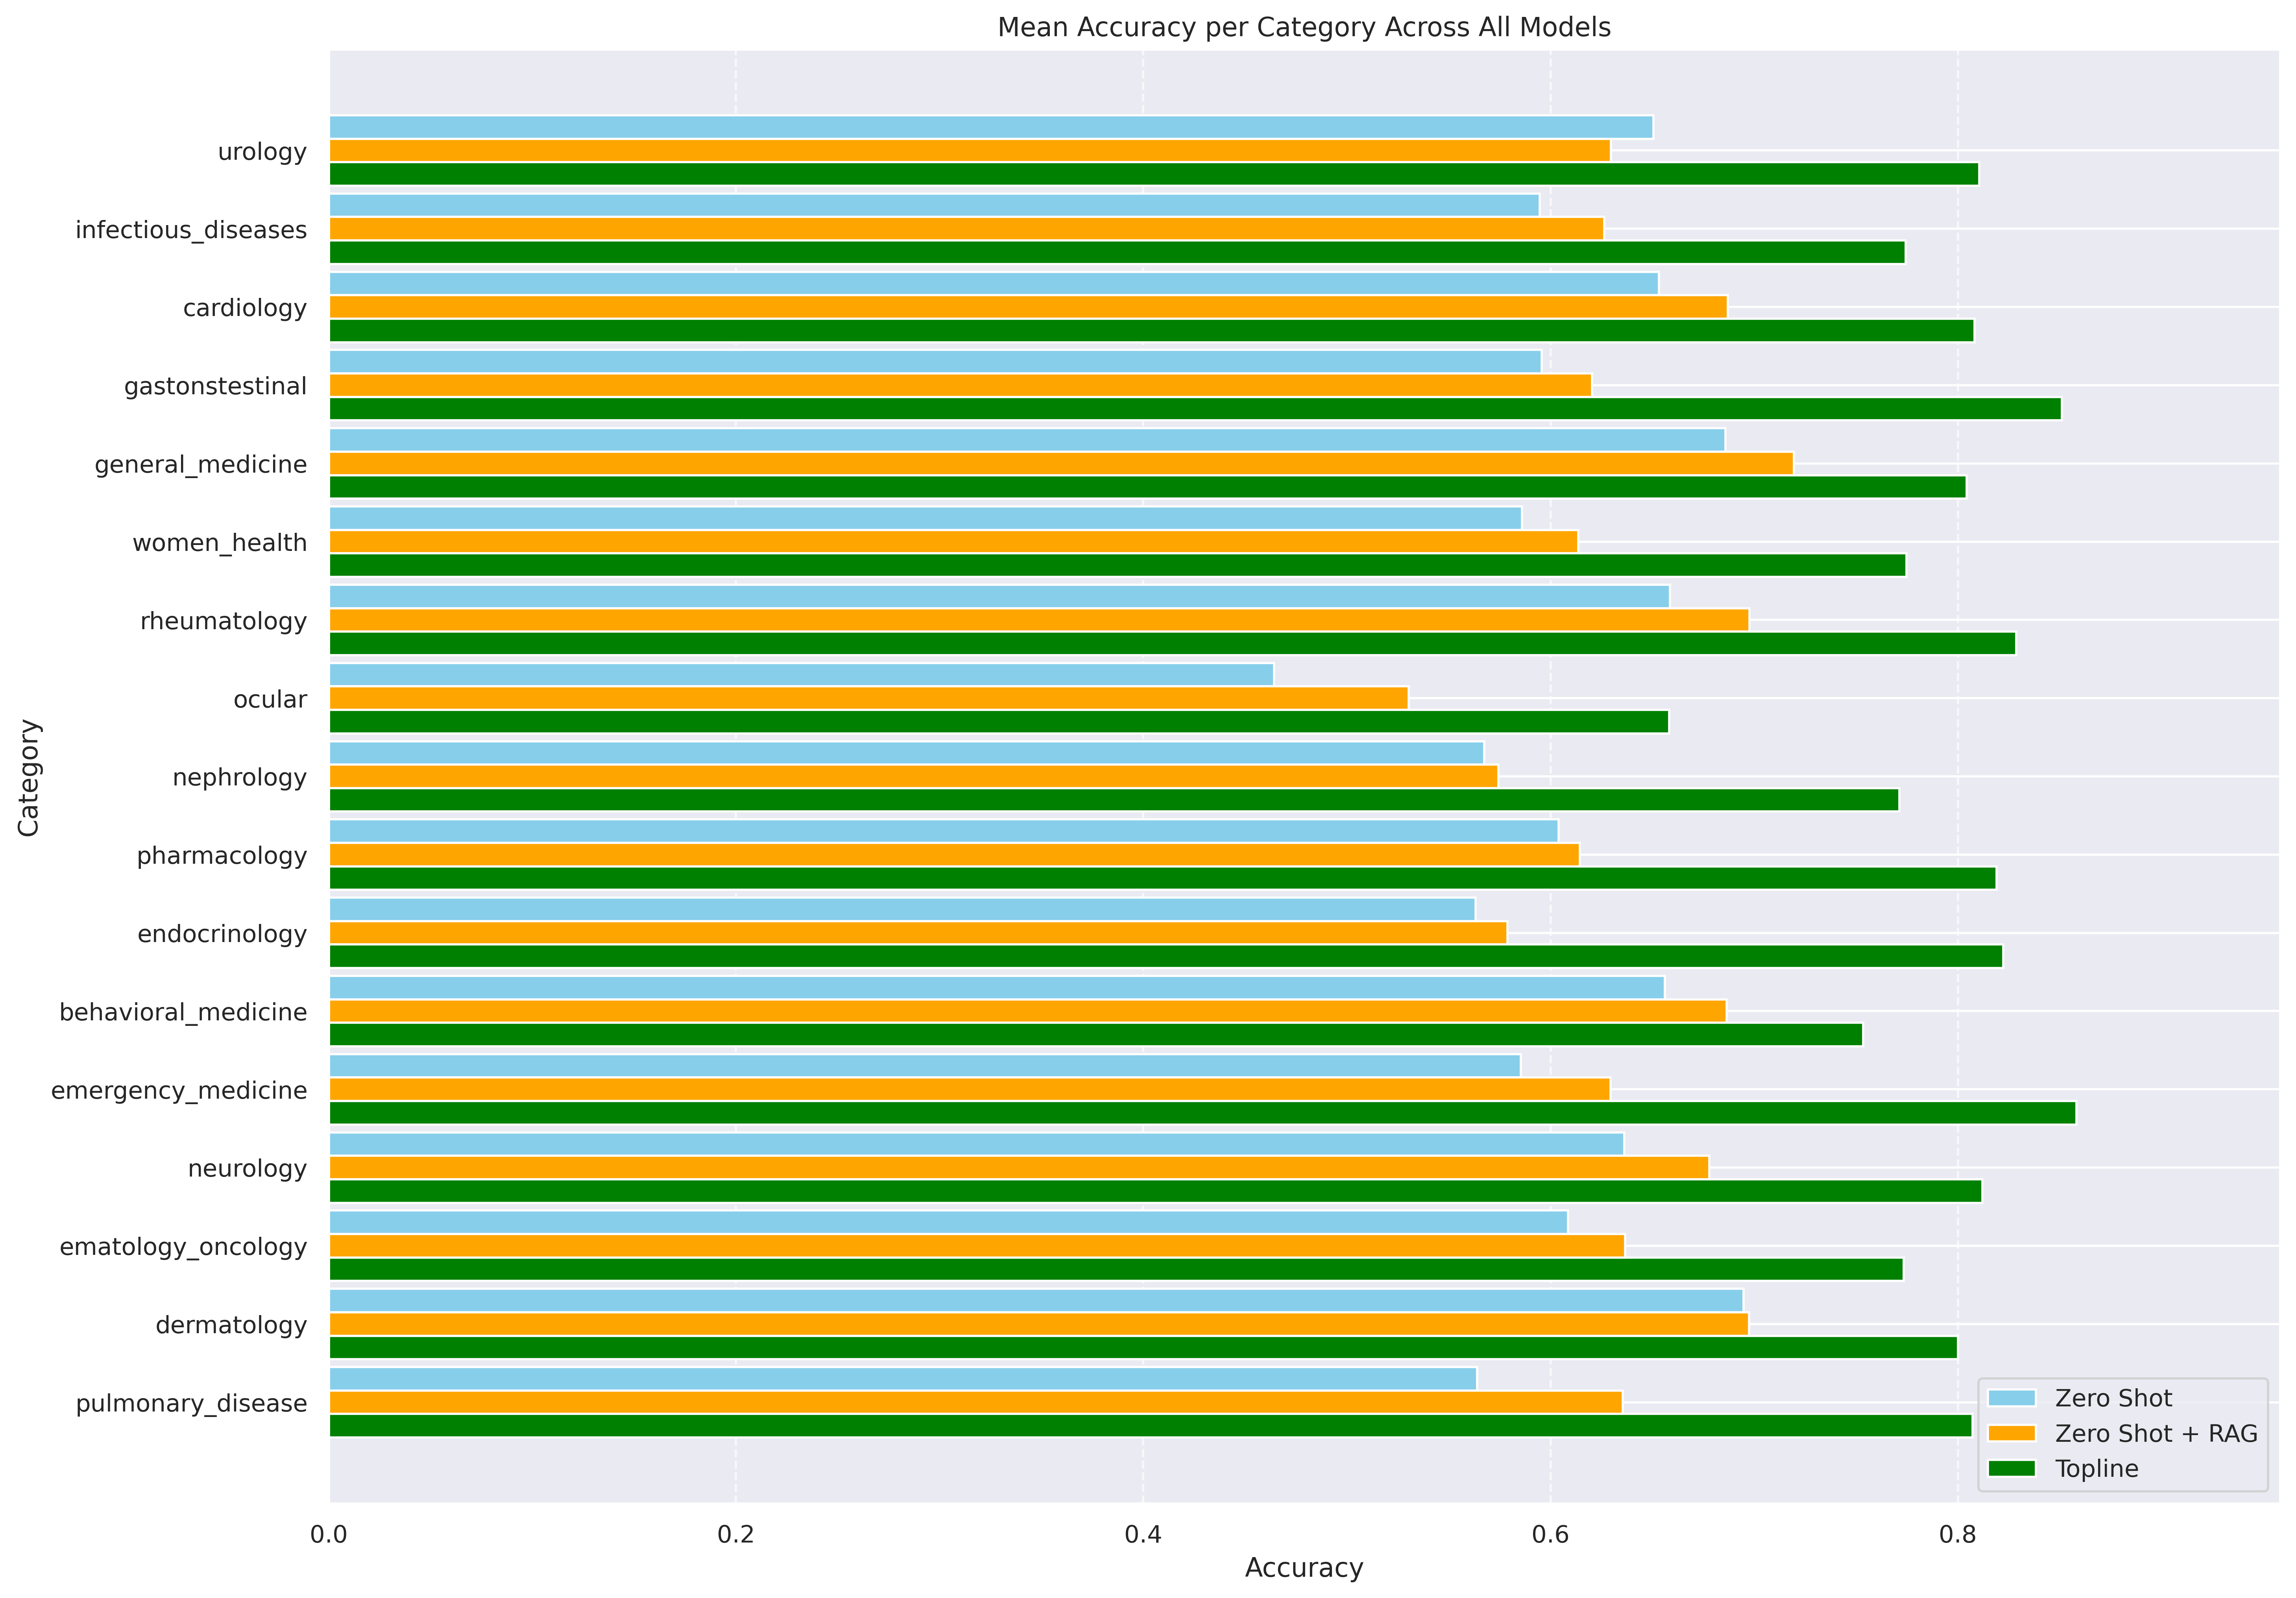 Mean Accuracy per Category Across All Models
Category
urology
infectious_diseases
cardiology
gastonstestinal
general_medicine
women_health
rheumatology
ocular
nephrology
pharmacology
endocrinology
behavioral_medicine
emergency_medicine
neurology
ematology_oncology
dermatology
pulmonary_disease
Zero Shot
Zero Shot + RAG
Topline
0.0 0.2 0.4 0.6 0.8
Accuracy